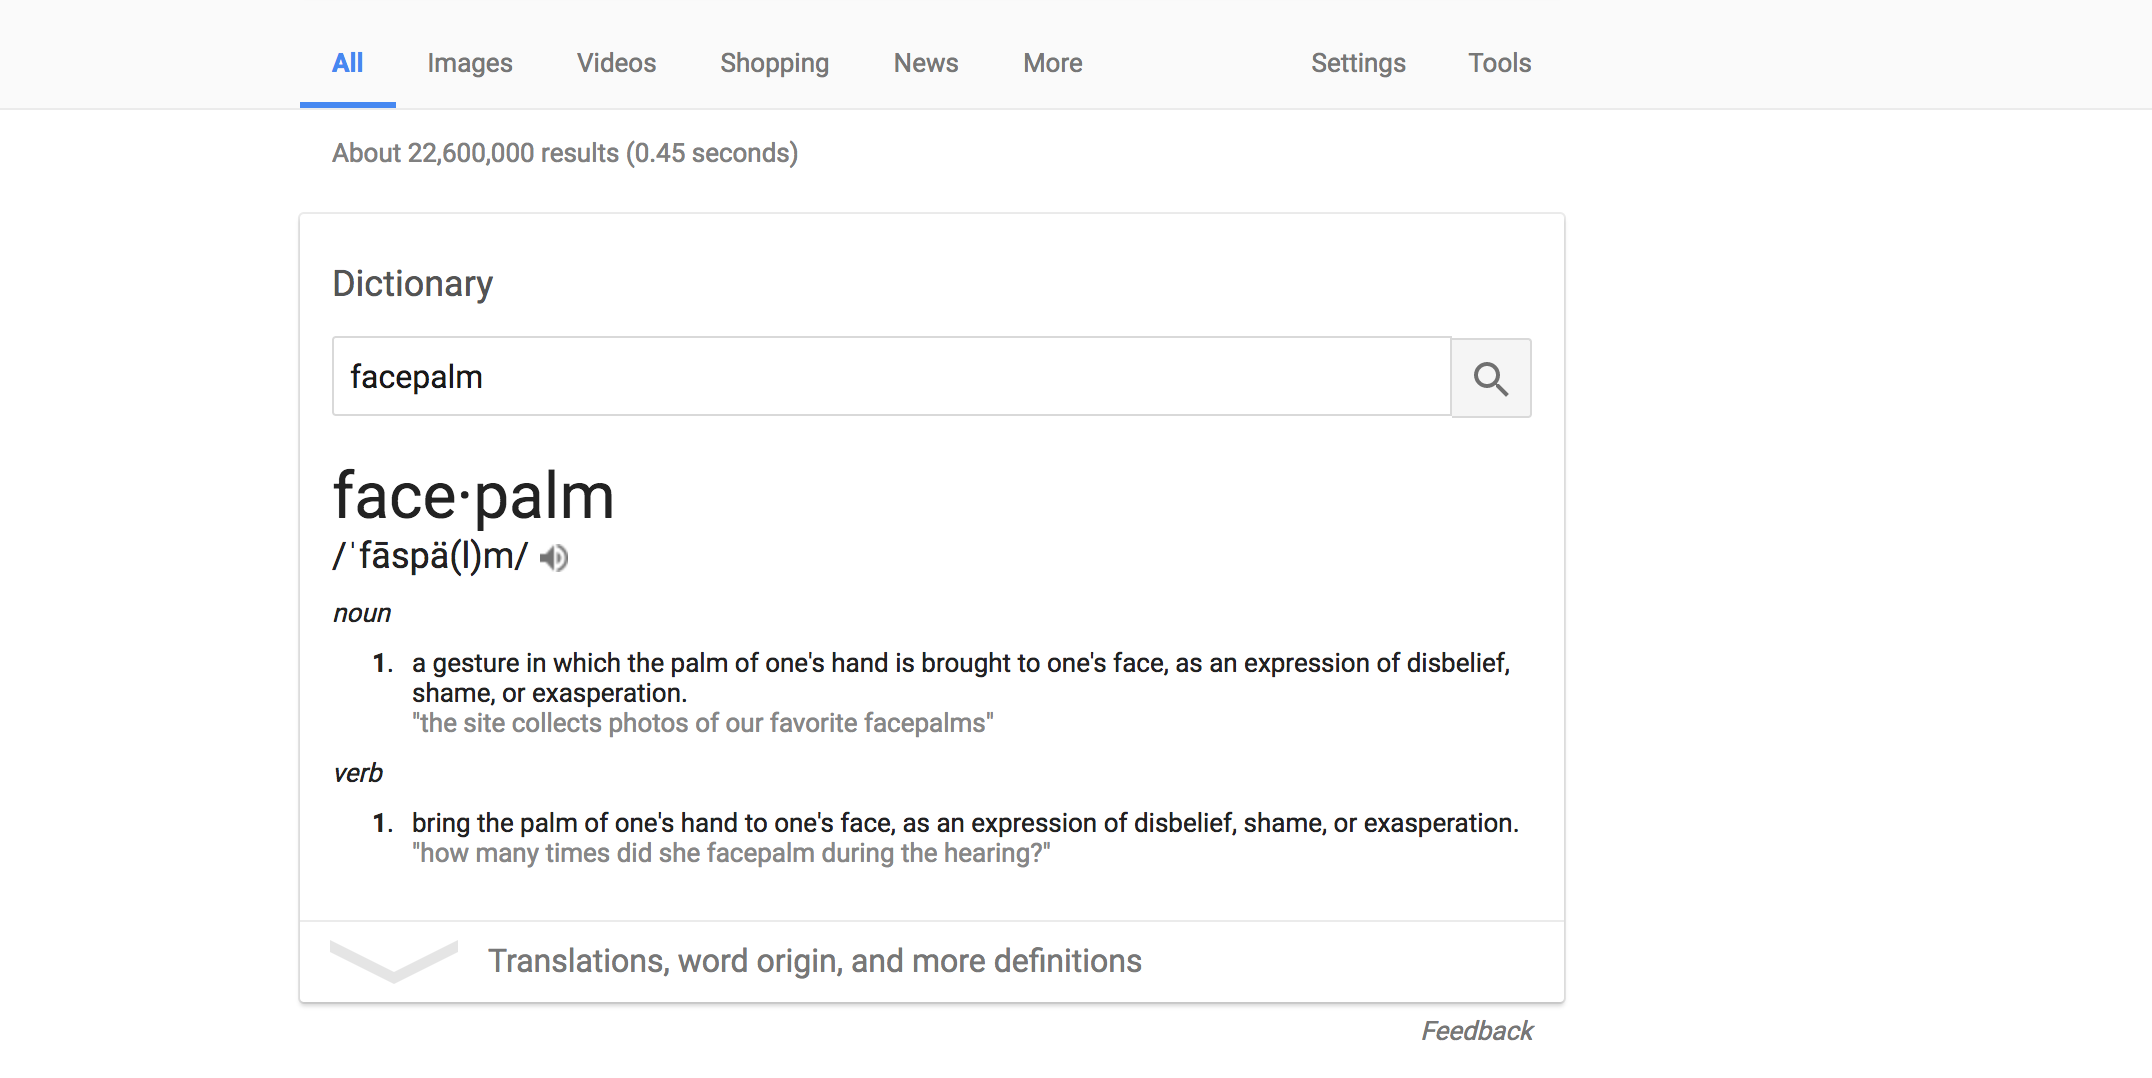 All Images Videos Shopping News More Settings Tools
About 22,600,000 results (0.45 seconds)
Dictionary
facepalm
face·palm
/ˈfāspä(l)m/
noun
1. a gesture in which the palm of one's hand is brought to one's face, as an expression of disbelief,
shame, or exasperation.
"the site collects photos of our favorite facepalms"
verb
1. bring the palm of one's hand to one's face, as an expression of disbelief, shame, or exasperation.
"how many times did she facepalm during the hearing?"
Translations, word origin, and more definitions
Feedback